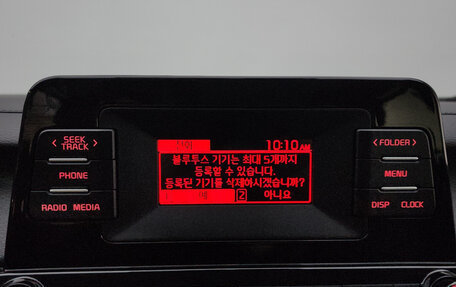 < SEEK >
TRACK
PHONE
RADIO MEDIA
10:10 AM
블루투스 기기는 최대 5개까지
등록할 수 있습니다.
등록된 기기를 삭제하시겠습니까?
2 아니요
< FOLDER >
MENU
DISP CLOCK